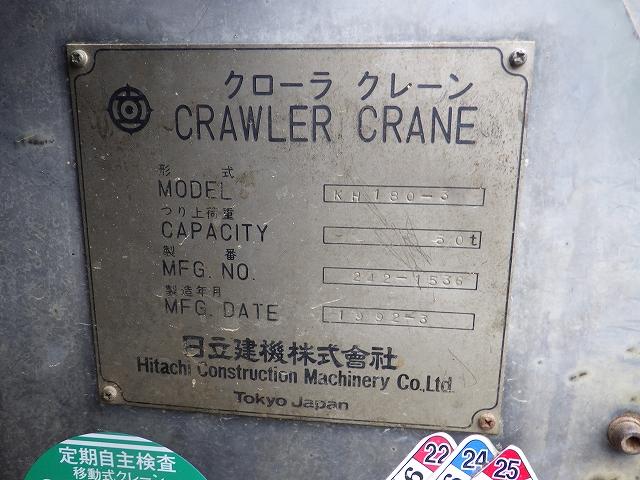 クローラ クレーン
CRAWLER CRANE
形 式
MODEL KH180-3
つり上荷重
CAPACITY 50t
製 番
MFG. NO. 242-1536
製造年月
MFG. DATE 1992-3
日立建機株式會社
Hitachi Construction Machinery Co.,Ltd.
Tokyo Japan
定期自主検査
移動式クレーン
22
24
25
6
6